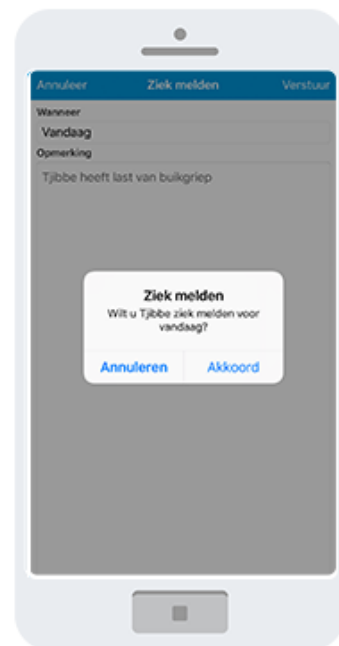 Annuleer Ziek melden Verstuur
Wanneer
Vandaag
Opmerking
Tjibbe heeft last van buikgriep
Ziek melden
Wilt u Tjibbe ziek melden voor
vandaag?
Annuleren Akkoord